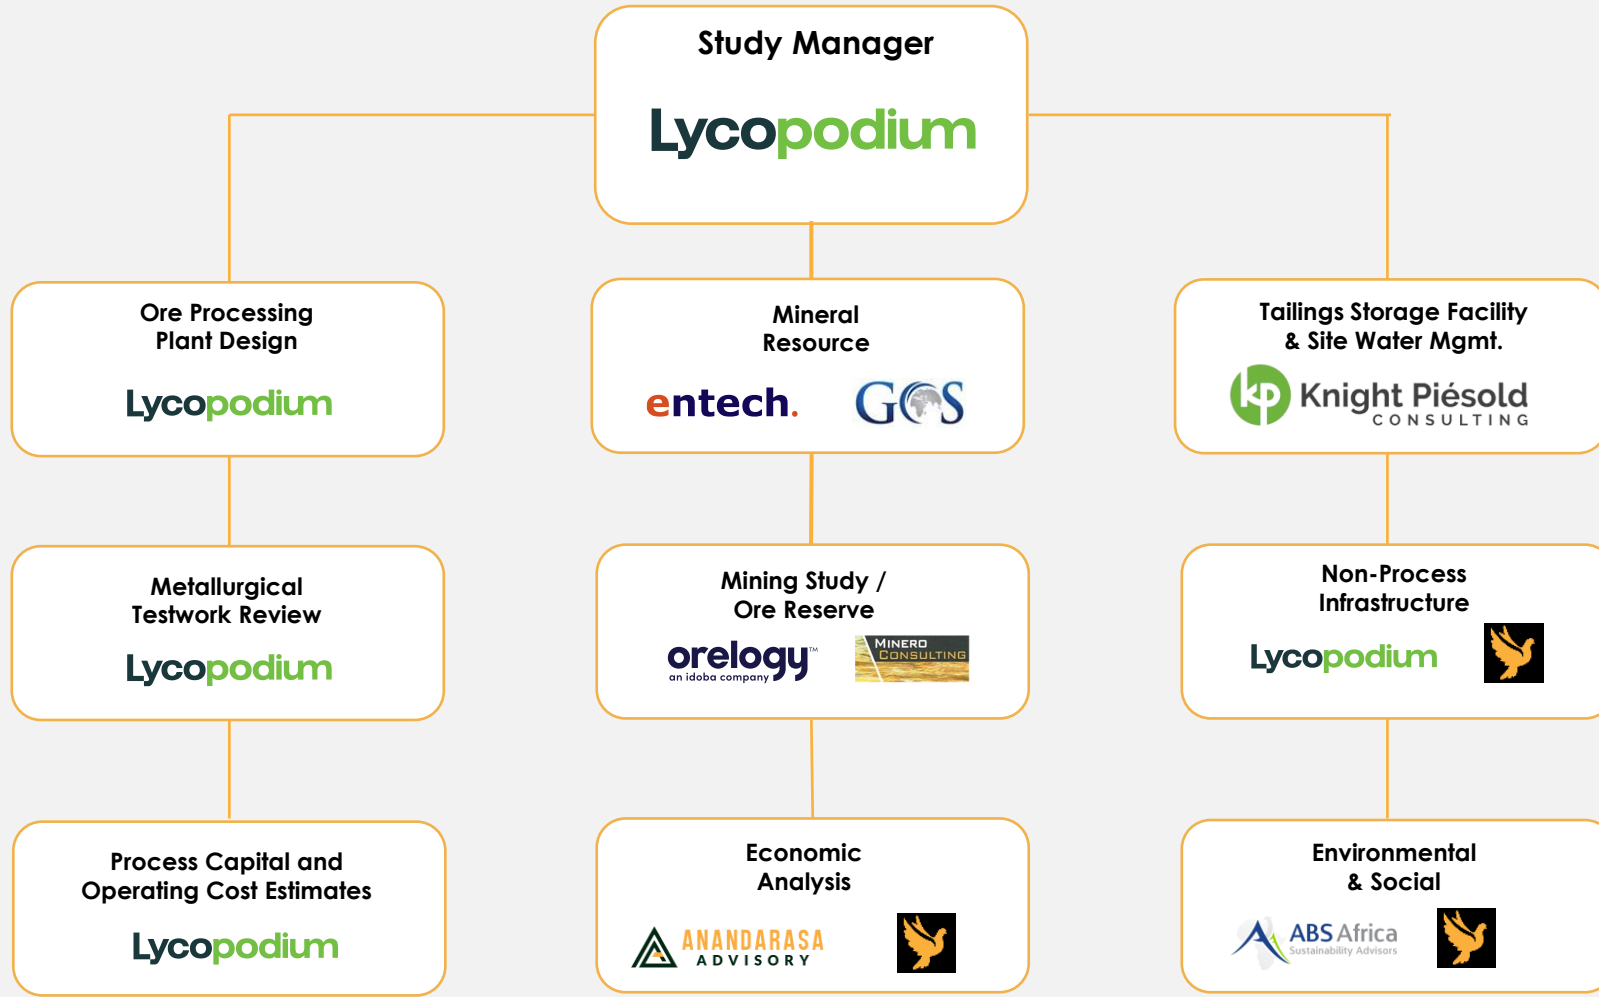 Study Manager
Lycopodium
Ore Processing
Plant Design
Lycopodium
Mineral
Resource
entech.
GOS
Tailings Storage Facility
& Site Water Mgmt.
kp Knight Piésold
CONSULTING
Metallurgical
Testwork Review
Lycopodium
Mining Study /
Ore Reserve
orelogy™
an idoba company
MINERO
CONSULTING
Non-Process
Infrastructure
Lycopodium
Process Capital and
Operating Cost Estimates
Lycopodium
Economic
Analysis
ANANDARASA
ADVISORY
Environmental
& Social
ABS Africa
Sustainability Advisors